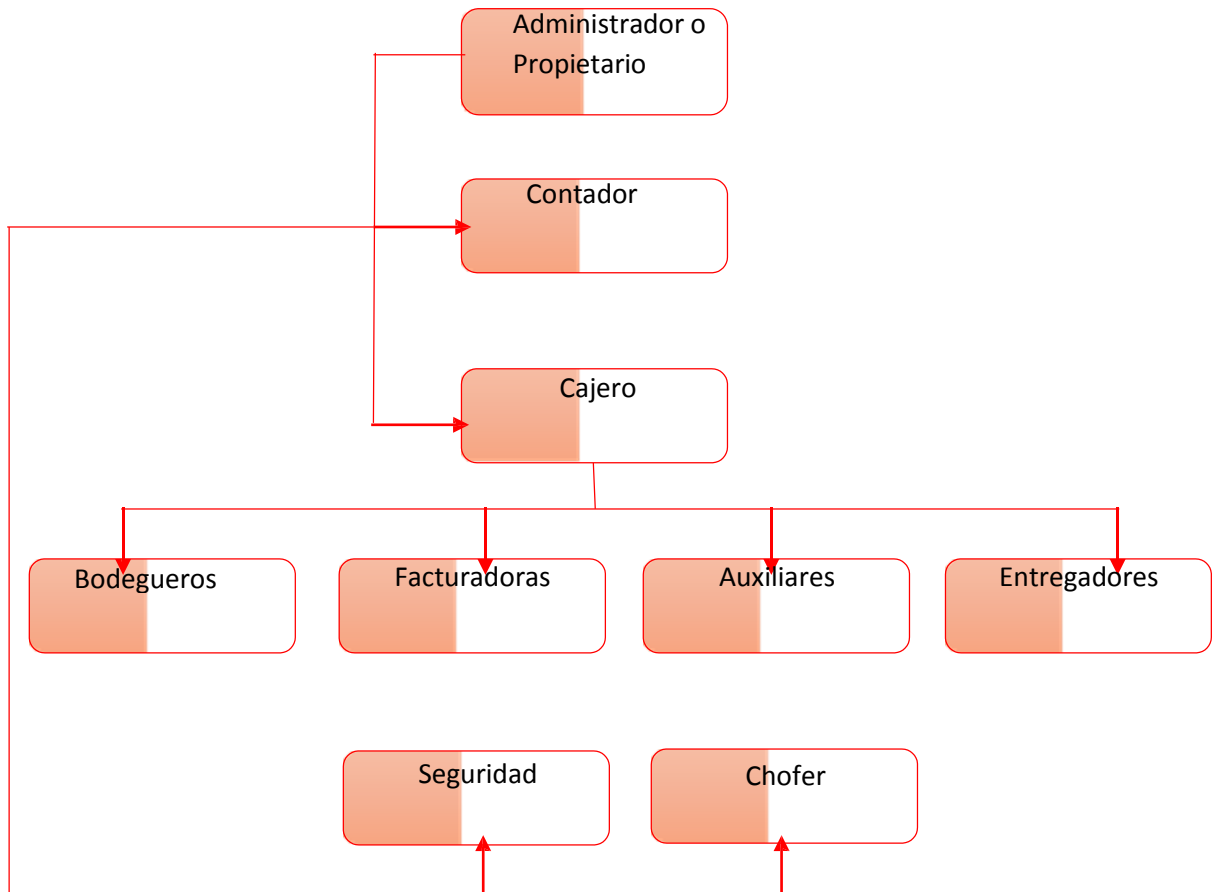 Administrador o
Propietario
Contador
Cajero
Bodegueros
Facturadoras
Auxiliares
Entregadores
Seguridad
Chofer